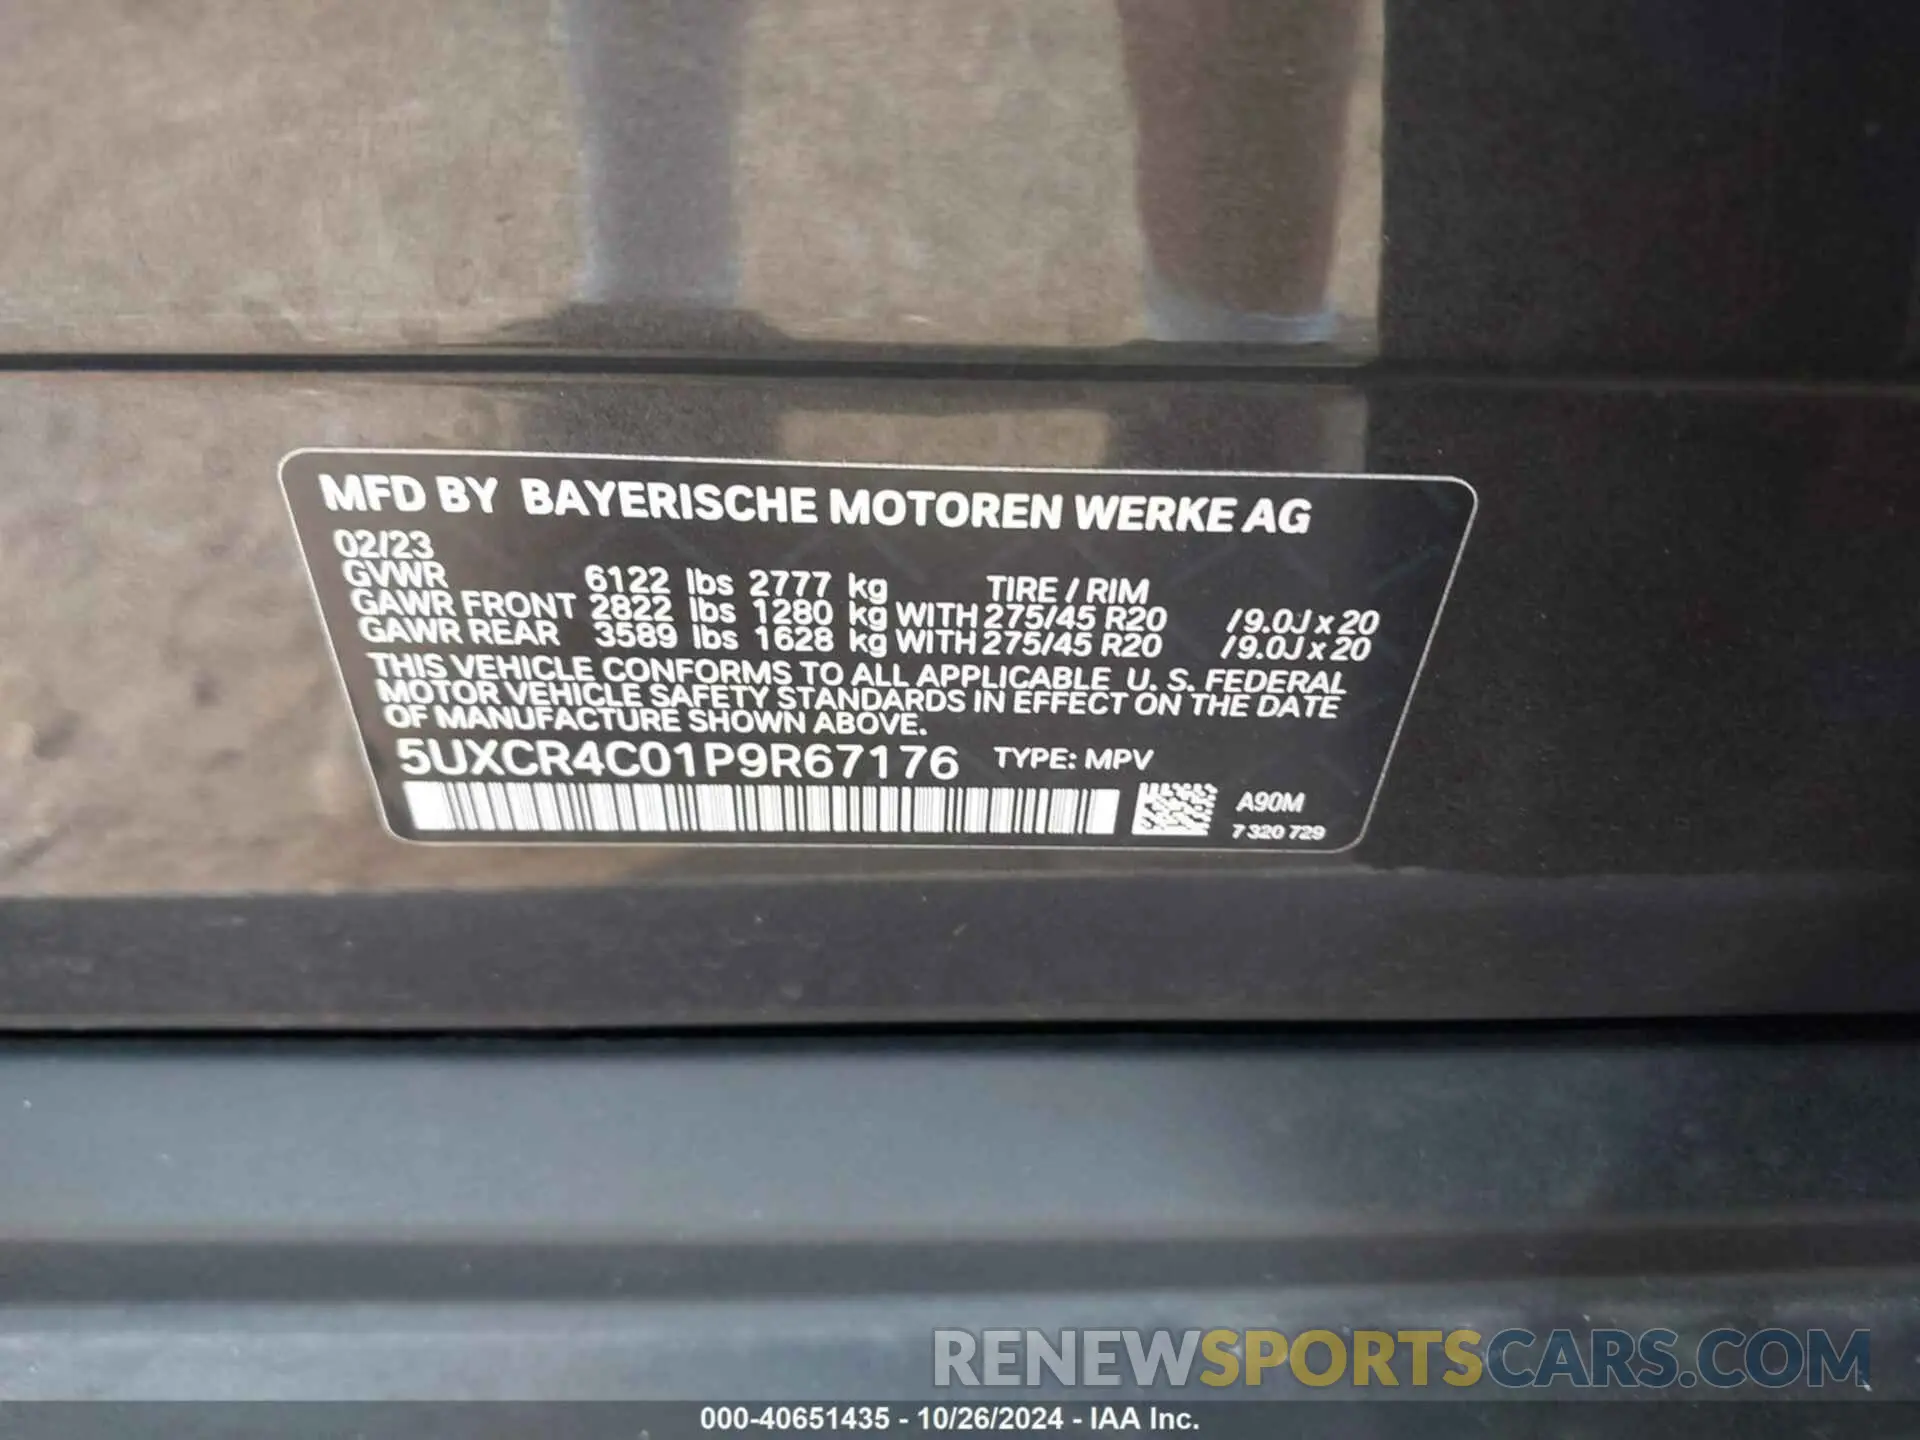 MFD BY BAYERISCHE MOTOREN WERKE AG
02/23
GVWR 6122 lbs 2777 kg TIRE / RIM
GAWR FRONT 2822 lbs 1280 kg WITH 275/45 R20 /9.0J x 20
GAWR REAR 3589 lbs 1628 kg WITH 275/45 R20 /9.0J x 20
THIS VEHICLE CONFORMS TO ALL APPLICABLE U. S. FEDERAL
MOTOR VEHICLE SAFETY STANDARDS IN EFFECT ON THE DATE
OF MANUFACTURE SHOWN ABOVE.
5UXCR4C01P9R67176 TYPE: MPV
A90M
7 320 729
RENEWSPORTSCARS.COM
000-40651435 - 10/26/2024 - IAA Inc.